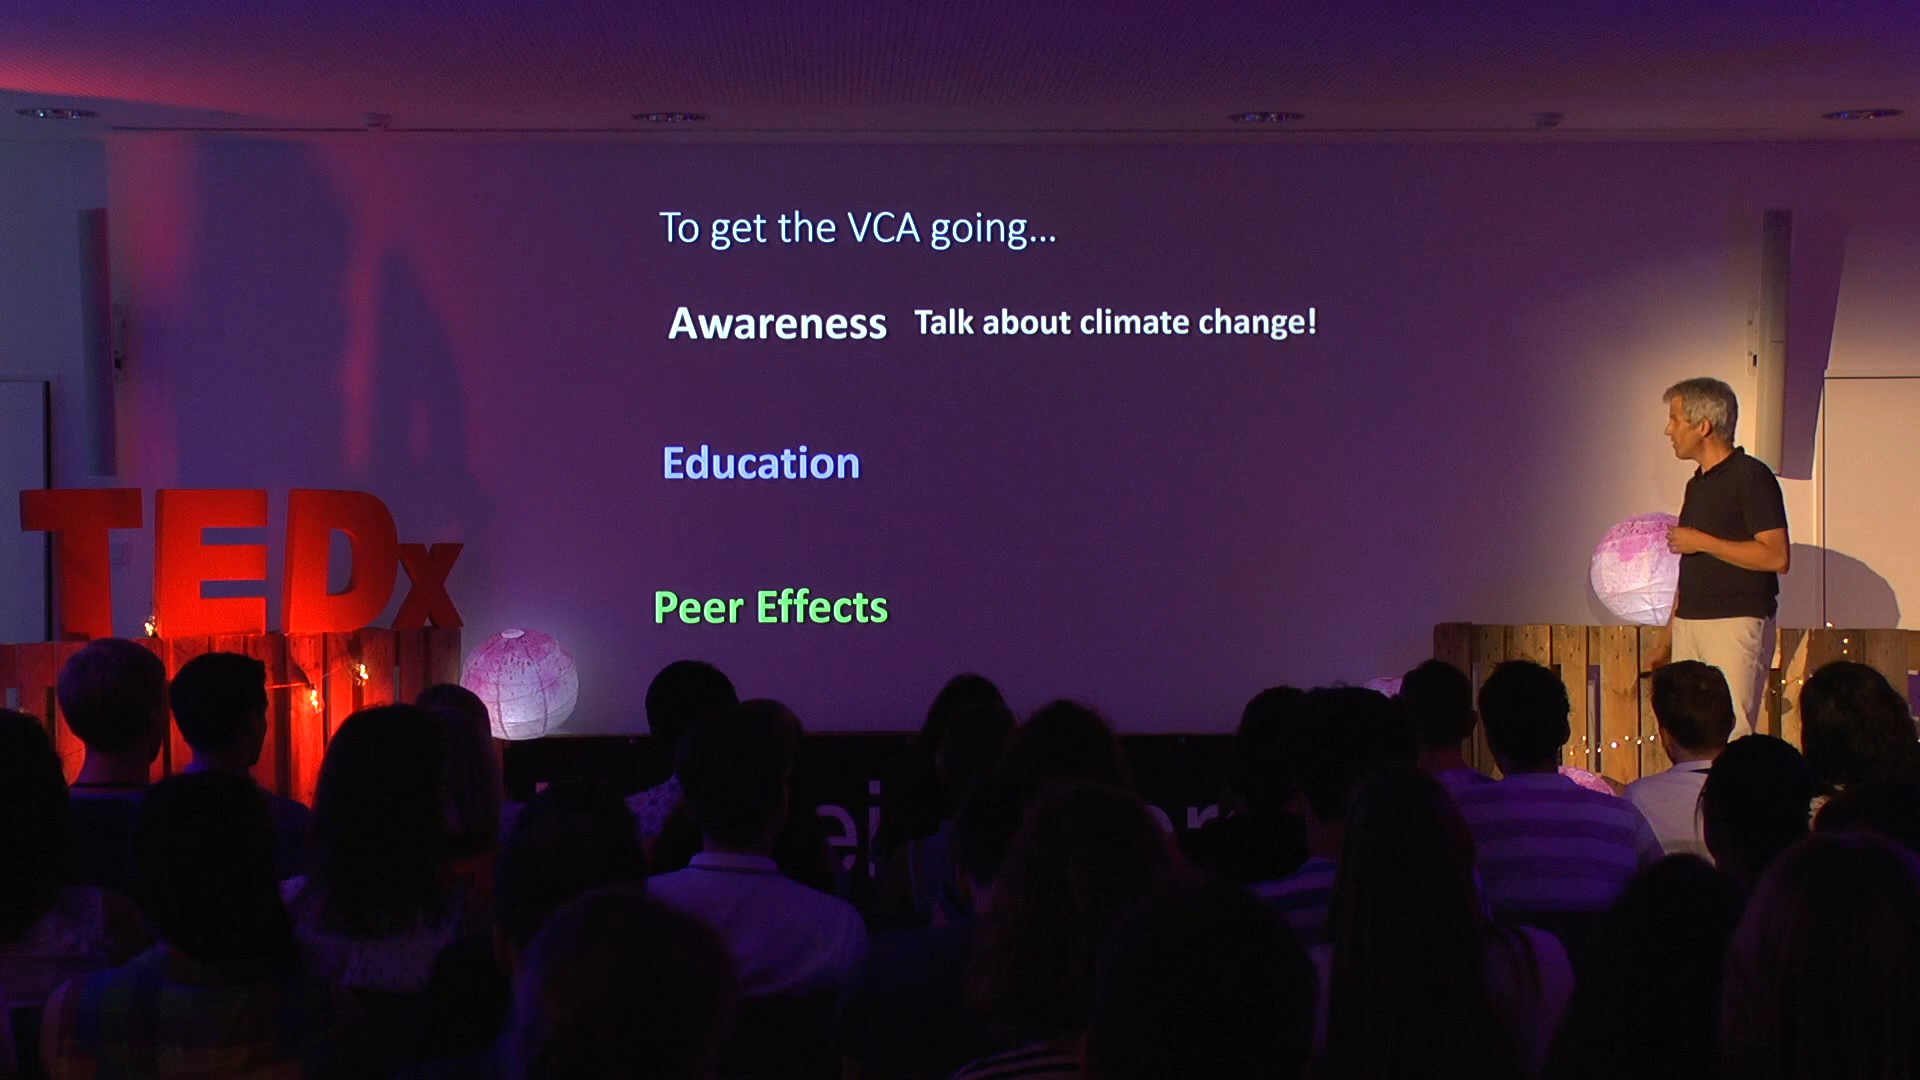 To get the VCA going...
Awareness Talk about climate change!
Education
Peer Effects
TEDx